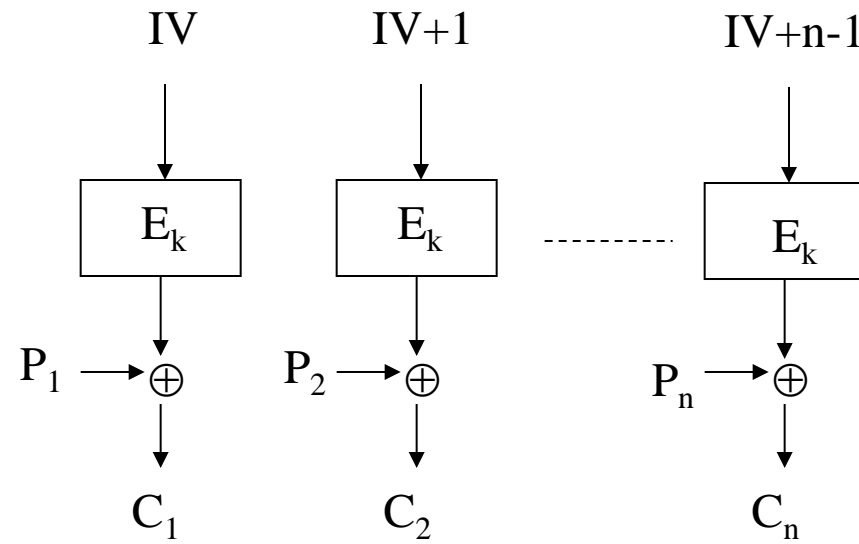 IV IV+1 IV+n-1
E_k E_k E_k
P_1 ⊕ P_2 ⊕ P_n ⊕
C_1 C_2 C_n